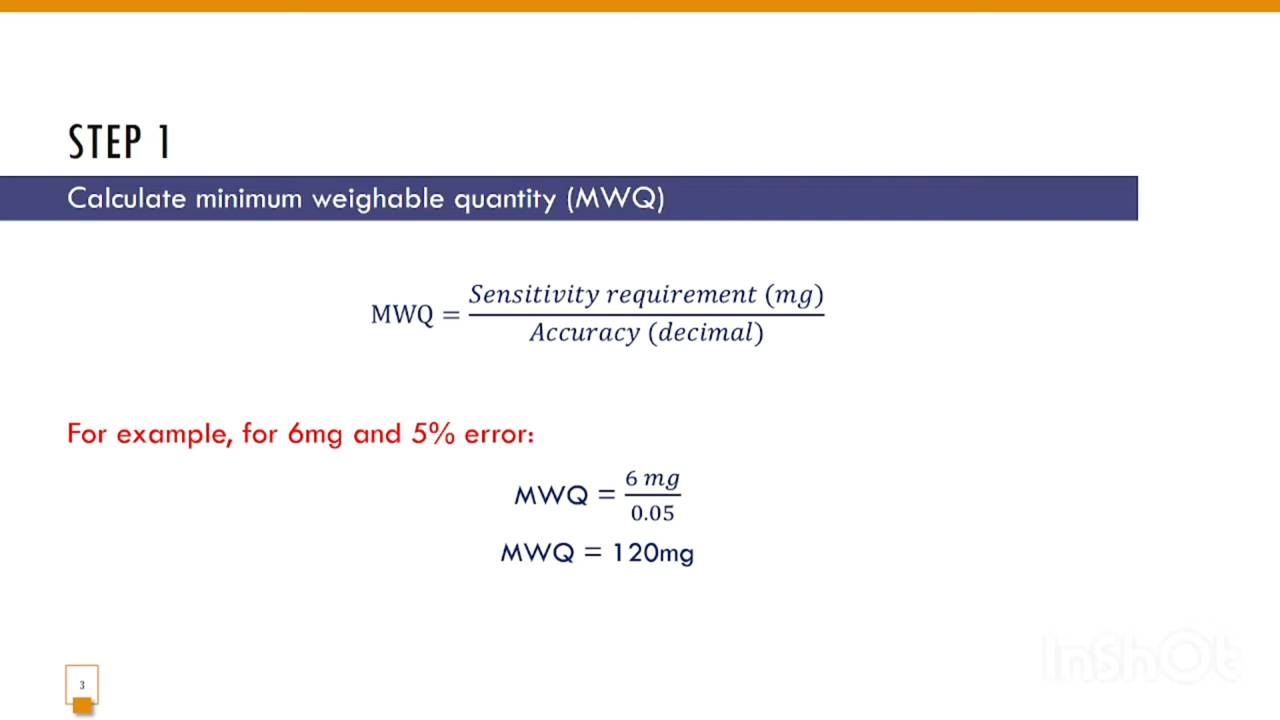 STEP 1
Calculate minimum weighable quantity (MWQ)
MWQ = Sensitivity requirement (mg) / Accuracy (decimal)
For example, for 6mg and 5% error:
MWQ = 6 mg / 0.05
MWQ = 120mg
3
InShOt